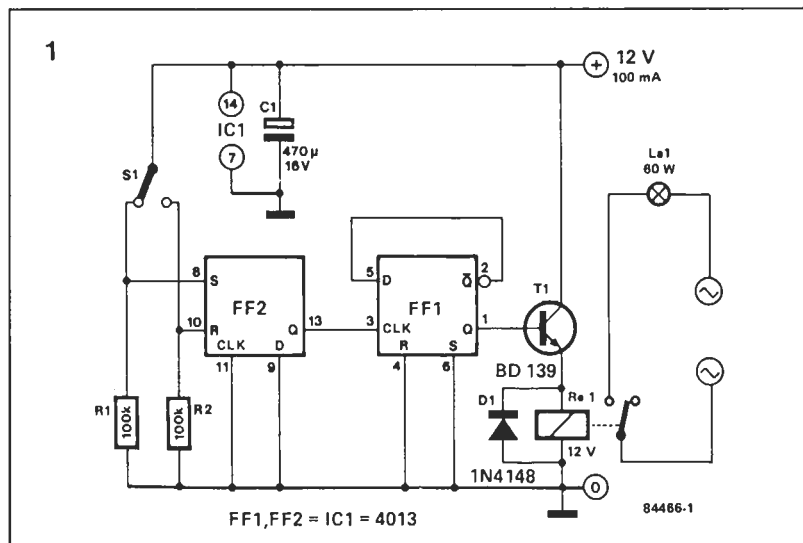 1
12 V
100 mA
+
14
IC1
7
C1
470 µ
16V
S1
La1
60 W
8
S
10
R
FF2
Q
13
CLK
D
11
9
5
D
2
Q̄
FF1
3
CLK
Q
1
R
S
4
6
T1
BD 139
R1
100k
100k
R2
D1
Re 1
12 V
1N4148
0
FF1,FF2 = IC1 = 4013
84466-1